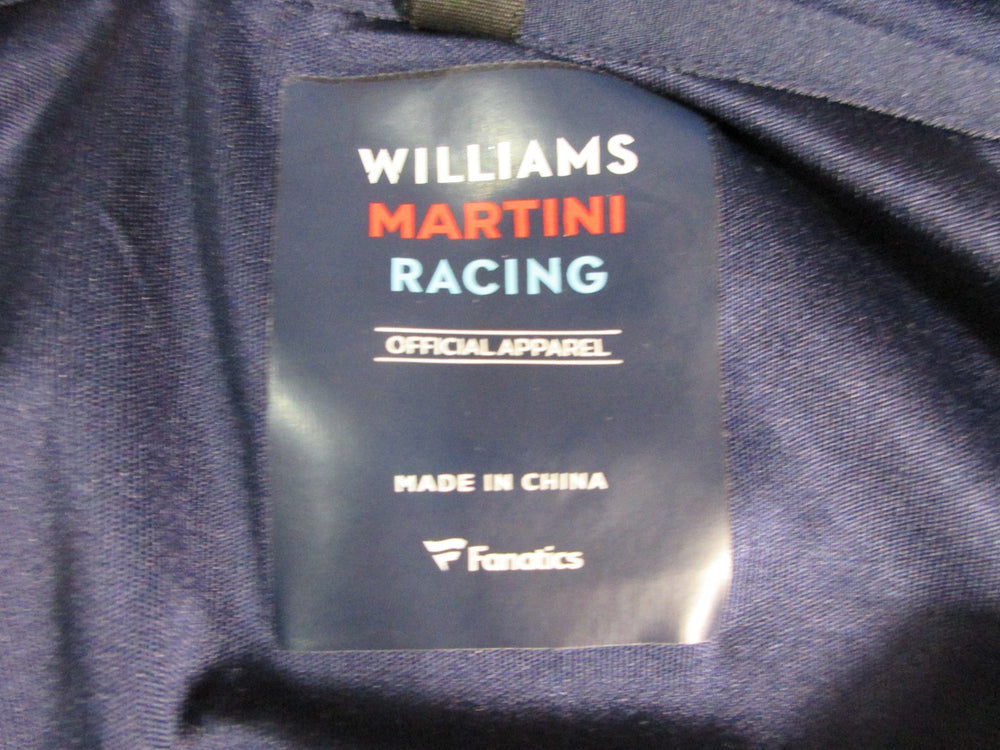 WILLIAMS
MARTINI
RACING
OFFICIAL APPAREL
MADE IN CHINA
Fanatics